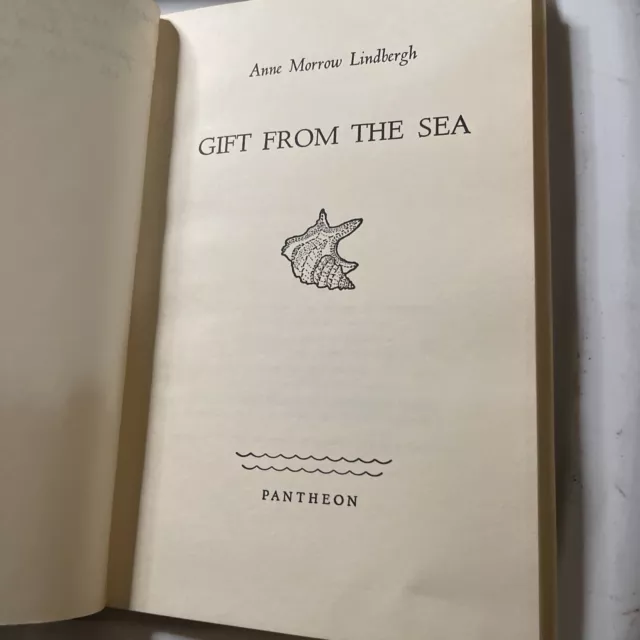 Anne Morrow Lindbergh
GIFT FROM THE SEA
PANTHEON